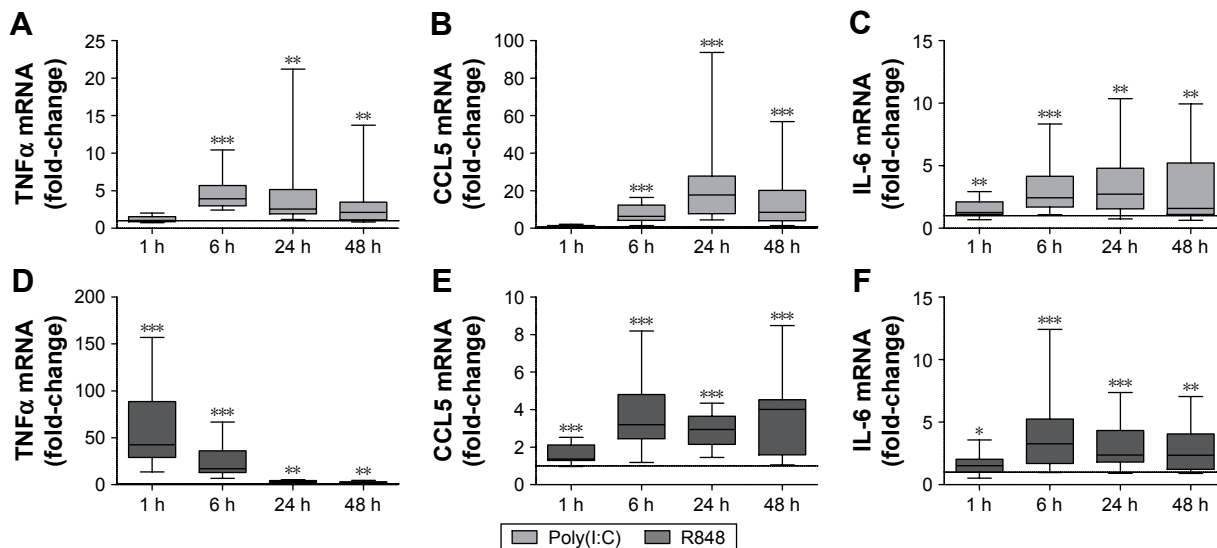 A
TNFα mRNA
(fold-change)
25
20
15
10
5
0
***
**
**
1 h
6 h
24 h
48 h
B
CCL5 mRNA
(fold-change)
100
80
60
40
20
0
***
***
***
1 h
6 h
24 h
48 h
C
IL-6 mRNA
(fold-change)
15
10
5
0
**
***
**
**
1 h
6 h
24 h
48 h
D
TNFα mRNA
(fold-change)
200
150
100
50
0
***
***
**
**
1 h
6 h
24 h
48 h
E
CCL5 mRNA
(fold-change)
10
8
6
4
2
0
***
***
***
***
1 h
6 h
24 h
48 h
F
IL-6 mRNA
(fold-change)
15
10
5
0
*
***
***
**
1 h
6 h
24 h
48 h
Poly(I:C)
R848